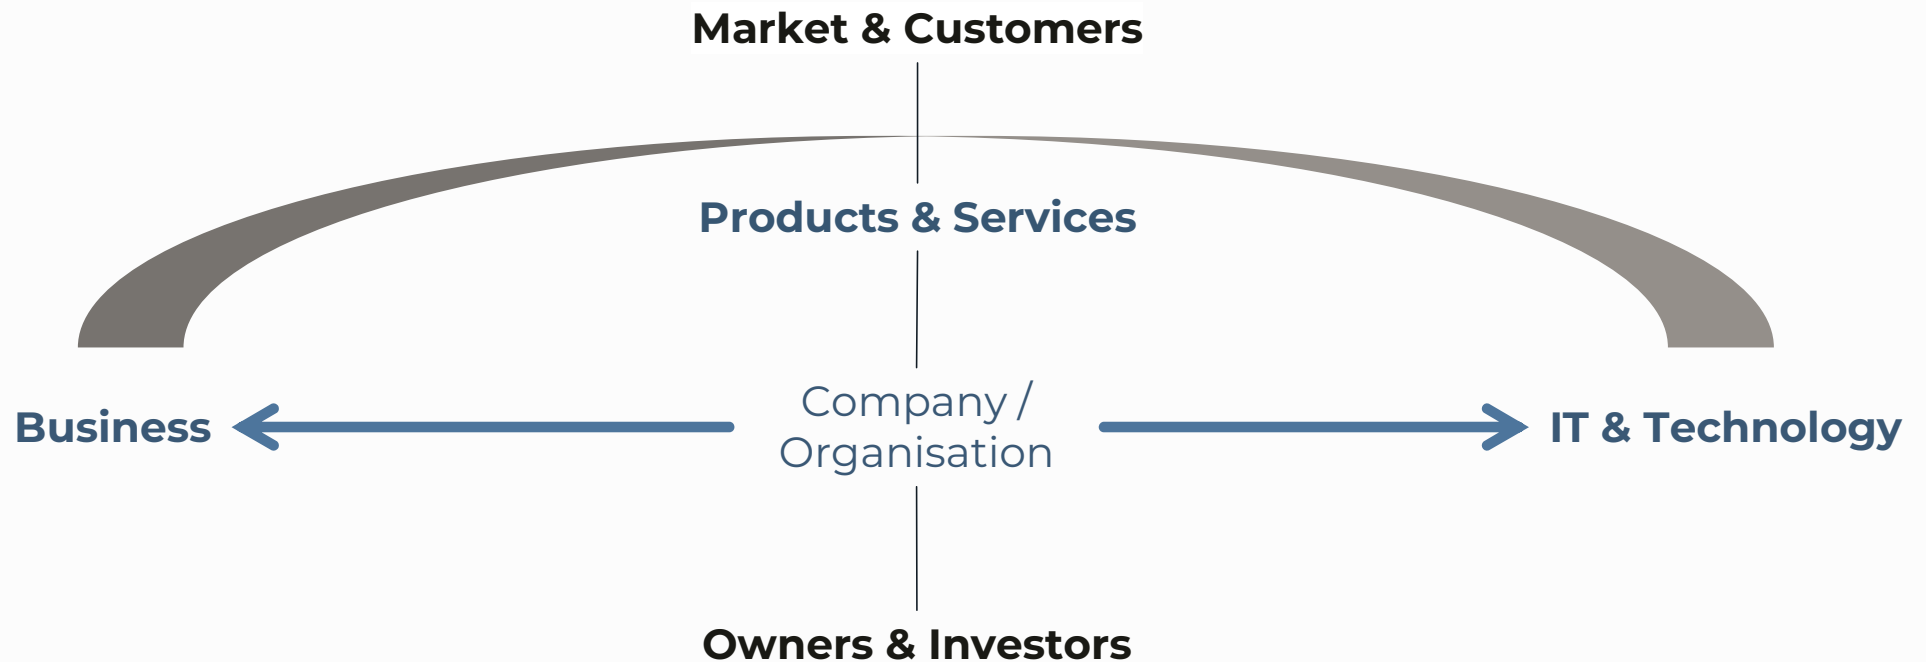 Market & Customers
Products & Services
Company /
Organisation
Business
IT & Technology
Owners & Investors